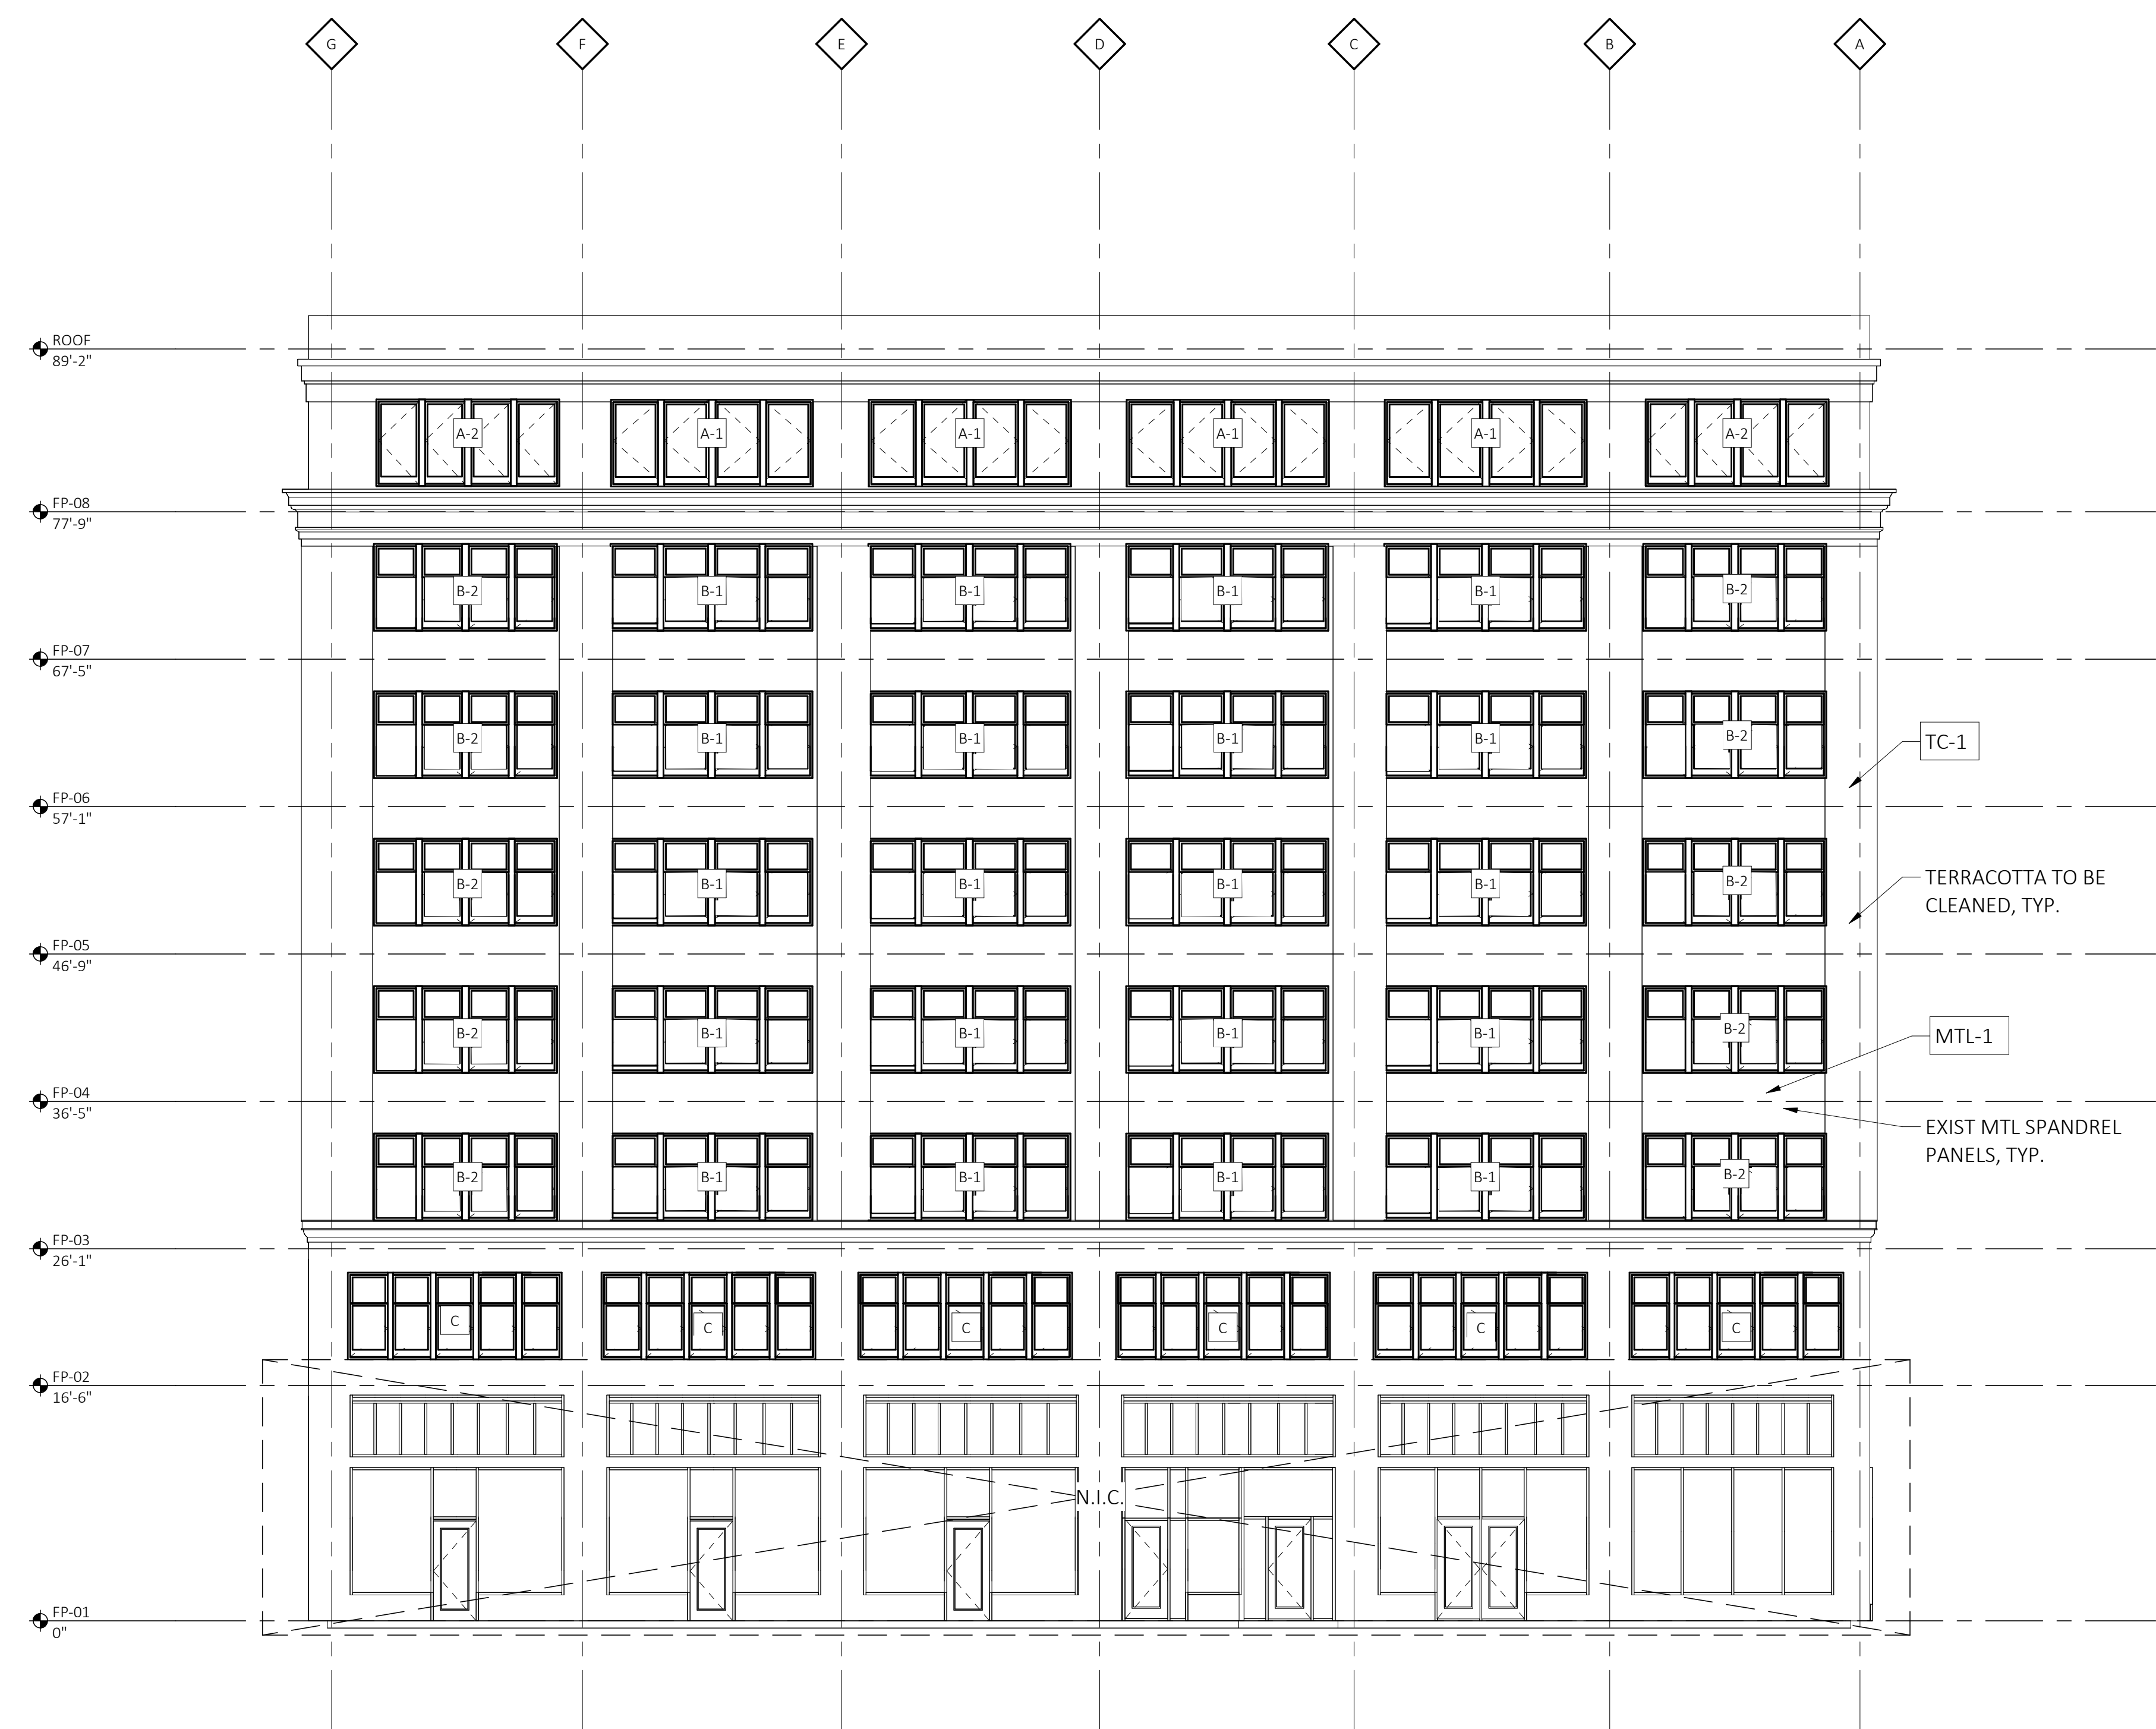 G F E D C B A
ROOF
89'-2"
A-2 A-1 A-1 A-1 A-1 A-2
FP-08
77'-9"
B-2 B-1 B-1 B-1 B-1 B-2
FP-07
67'-5"
B-2 B-1 B-1 B-1 B-1 B-2
TC-1
FP-06
57'-1"
B-2 B-1 B-1 B-1 B-1 B-2
TERRACOTTA TO BE
CLEANED, TYP.
FP-05
46'-9"
B-2 B-1 B-1 B-1 B-1 B-2
MTL-1
FP-04
36'-5"
EXIST MTL SPANDREL
PANELS, TYP.
B-2 B-1 B-1 B-1 B-1 B-2
FP-03
26'-1"
C C C C C C
FP-02
16'-6"
N.I.C.
FP-01
0"